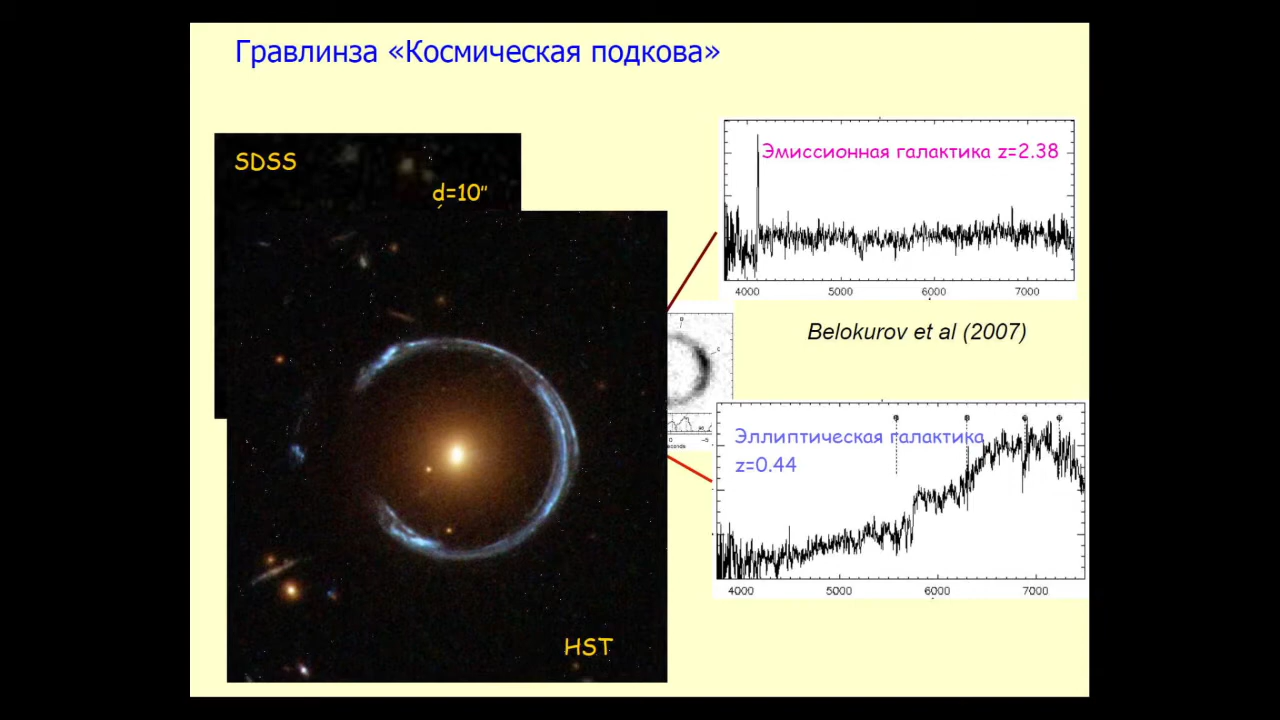 Гравлинза «Космическая подкова»
SDSS
d=10"
Эмиссионная галактика z=2.38
4000 5000 6000 7000
Belokurov et al (2007)
Эллиптическая галактика
z=0.44
4000 5000 6000 7000
HST